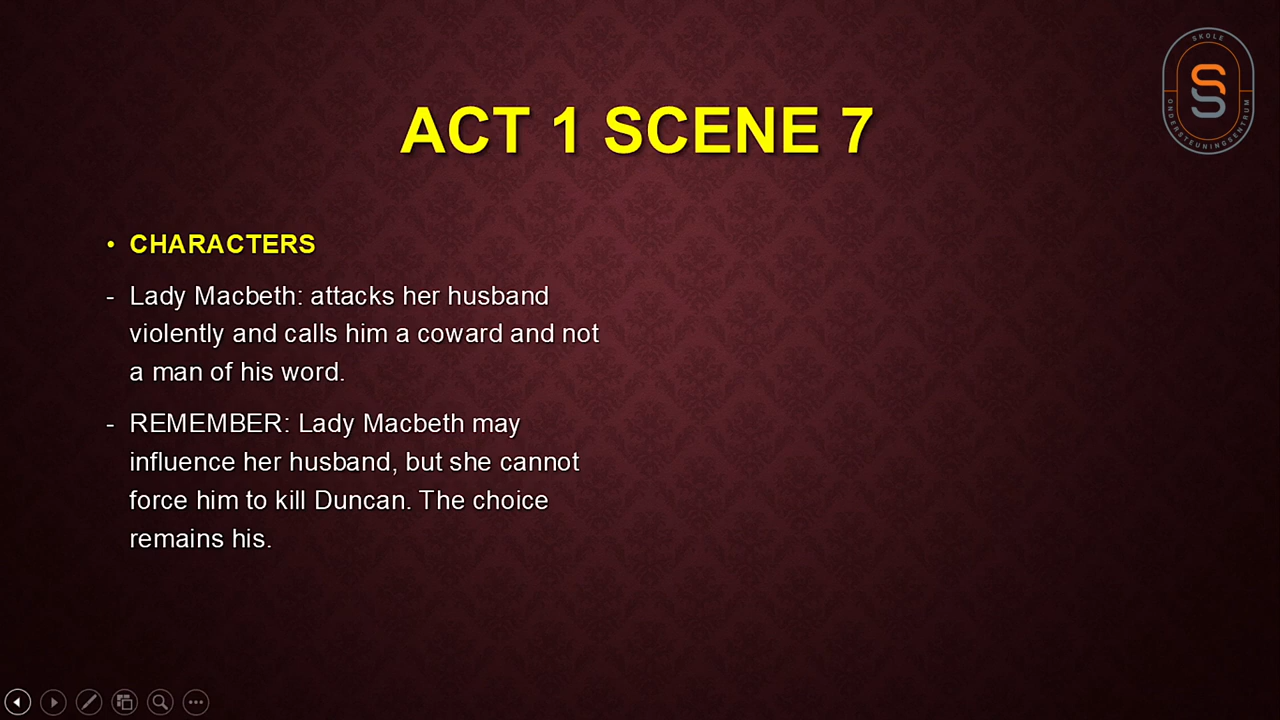 SKOLE
ONDERSTEUNINGSENTRUM
ACT 1 SCENE 7
• CHARACTERS
- Lady Macbeth: attacks her husband
violently and calls him a coward and not
a man of his word.
- REMEMBER: Lady Macbeth may
influence her husband, but she cannot
force him to kill Duncan. The choice
remains his.